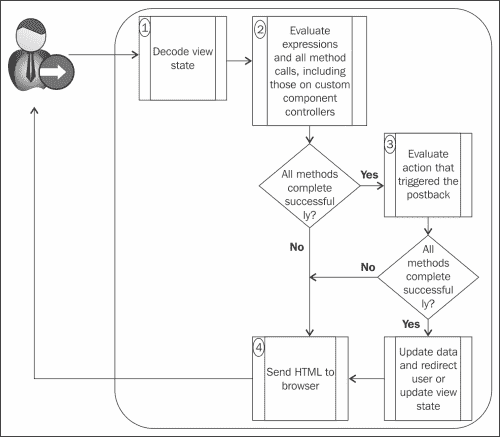 1
Decode view
state
2
Evaluate
expressions
and all method
calls, including
those on custom
component
controllers
3
Evaluate
action that
triggered the
postback
All methods
complete
successful
ly?
Yes
No
All
methods
complete
successful
ly?
No
Yes
4
Send HTML to
browser
Update data
and redirect
user or
update view
state